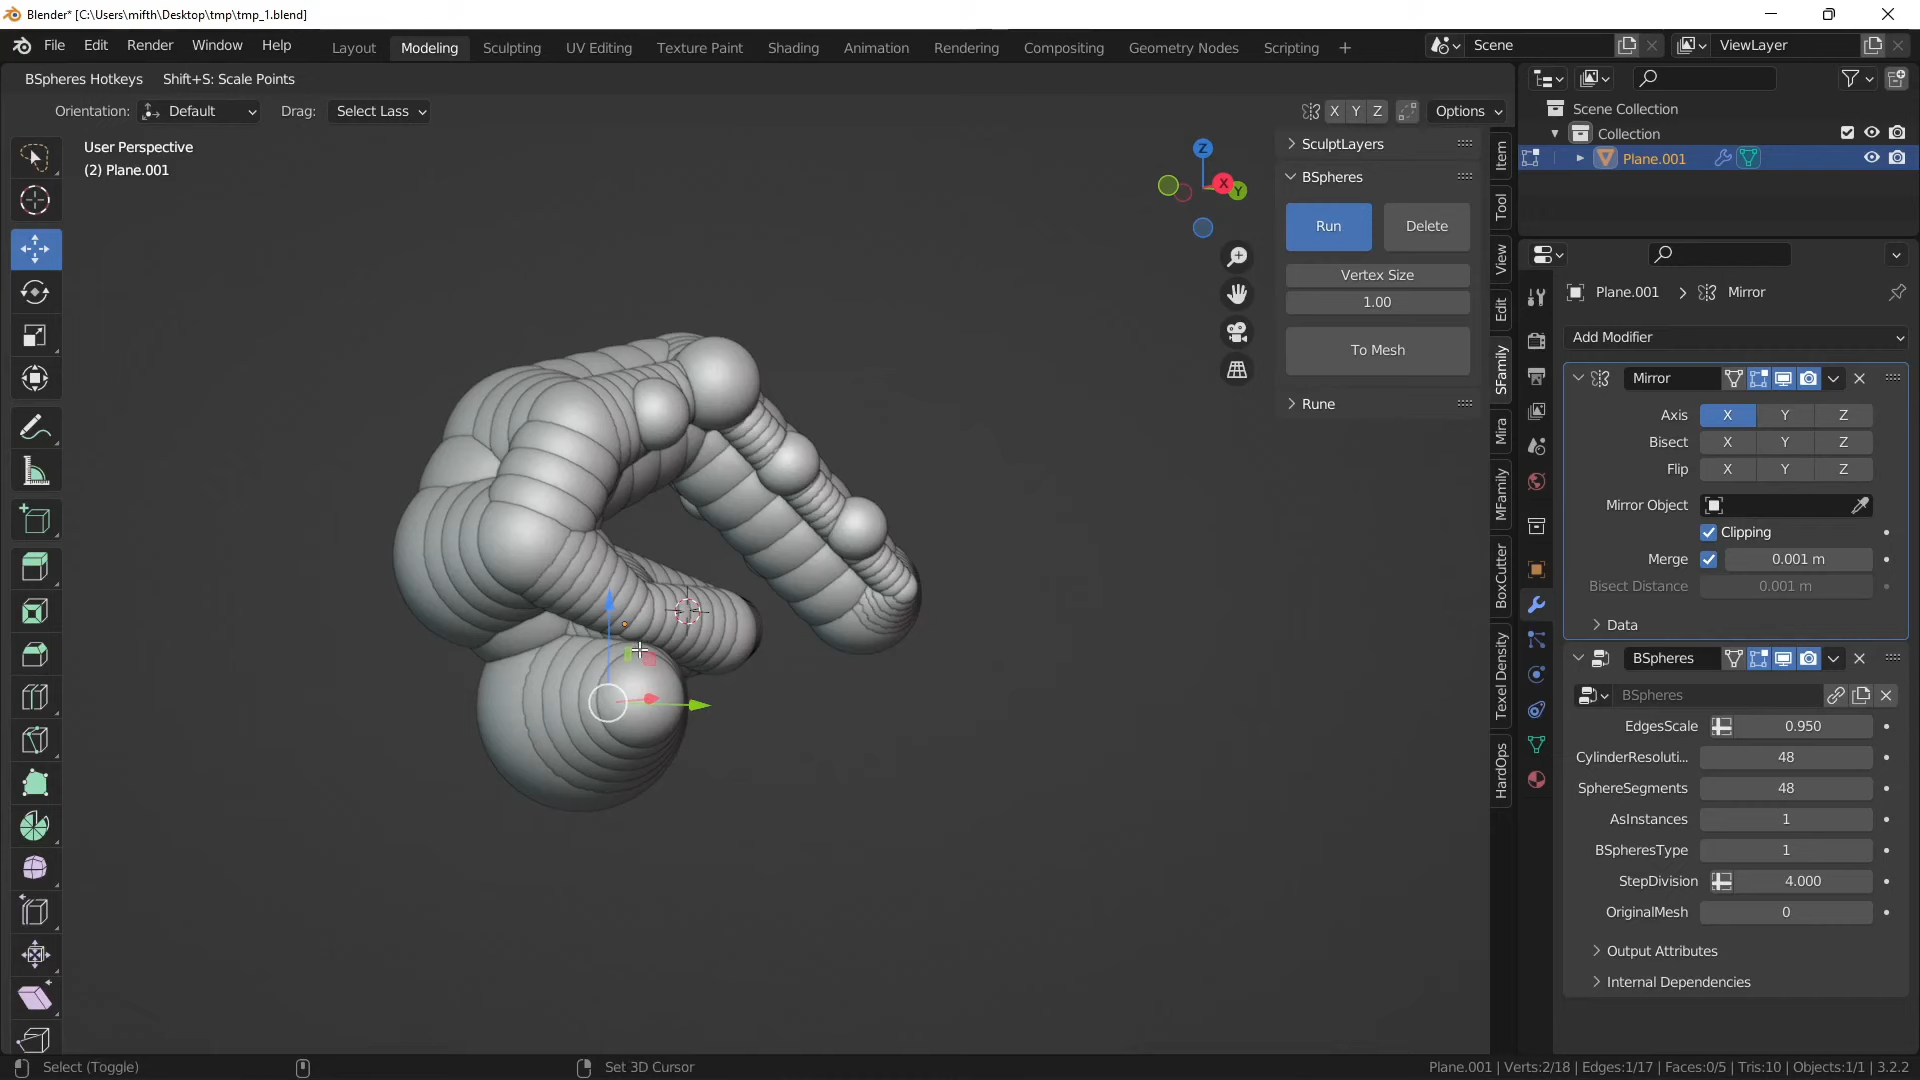 Blender* [C:\Users\mifth\Desktop\tmp\tmp_1.blend]
File Edit Render Window Help Layout Modeling Sculpting UV Editing Texture Paint Shading Animation Rendering Compositing Geometry Nodes Scripting + Scene ViewLayer
BSpheres Hotkeys Shift+S: Scale Points
Orientation: Default Drag: Select Lass X Y Z Options
User Perspective
(2) Plane.001
Z
X
Y
SculptLayers
BSpheres
Run Delete
Vertex Size
1.00
To Mesh
Rune
Item
Tool
View
Edit
SFamily
Mira
MFamily
BoxCutter
Texel Density
HardOps
Scene Collection
Collection
Plane.001
Plane.001 > Mirror
Add Modifier
Mirror
Axis X Y Z
Bisect X Y Z
Flip X Y Z
Mirror Object
Clipping
Merge 0.001 m
Bisect Distance 0.001 m
Data
BSpheres
BSpheres
EdgesScale 0.950
CylinderResoluti... 48
SphereSegments 48
AsInstances 1
BSpheresType 1
StepDivision 4.000
OriginalMesh 0
Output Attributes
Internal Dependencies
Select (Toggle) Set 3D Cursor Plane.001 | Verts:2/18 | Edges:1/17 | Faces:0/5 | Tris:10 | Objects:1/1 | 3.2.2